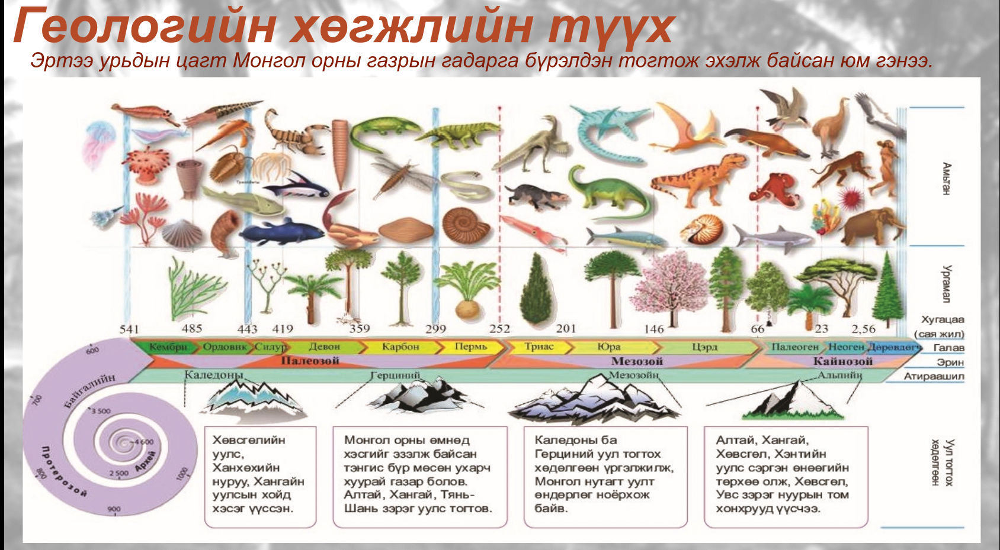 Геологийн хөгжлийн түүх
Эртээ урьдын цагт Монгол орны газрын гадарга бүрэлдэн тогтож эхэлж байсан юм гэнээ.
Амьтан
Трилобиты
Ургамал
541 485 443 419 359 299 252 201 146 66 23 2,56
Хугацаа
(сая жил)
Кембри Ордовик Силур Девон Карбон Пермь Триас Юра Цэрд Палеоген Неоген Дөрөвдөгч
Галав
Палеозой Мезозой Кайнозой
Эрин
Каледоны Герциний Мезозойн Альпийн
Атираашил
600
Байгалийн
700
3 500
~4 600
Архей
2 500
Протерозой
800
900
1000
Хөвсгөлийн
уулс,
Ханхөхийн
нуруу, Хангайн
уулсын хойд
хэсэг үүссэн.
Монгол орны өмнөд
хэсгийг эзэлж байсан
тэнгис бүр мөсөн ухарч
хуурай газар болов.
Алтай, Хангай, Тянь-
Шань зэрэг уулс тогтов.
Каледоны ба
Герциний уул тогтох
хөдөлгөөн үргэлжилж,
Монгол нутагт уулт
өндөрлөг ноёрхож
байв.
Алтай, Хангай,
Хөвсгөл, Хэнтийн
уулс сэргэн өнөөгийн
төрхөө олж, Хөвсгөл,
Увс зэрэг нуурын том
хонхрууд үүсчээ.
Уул тогтох
хөдөлгөөн